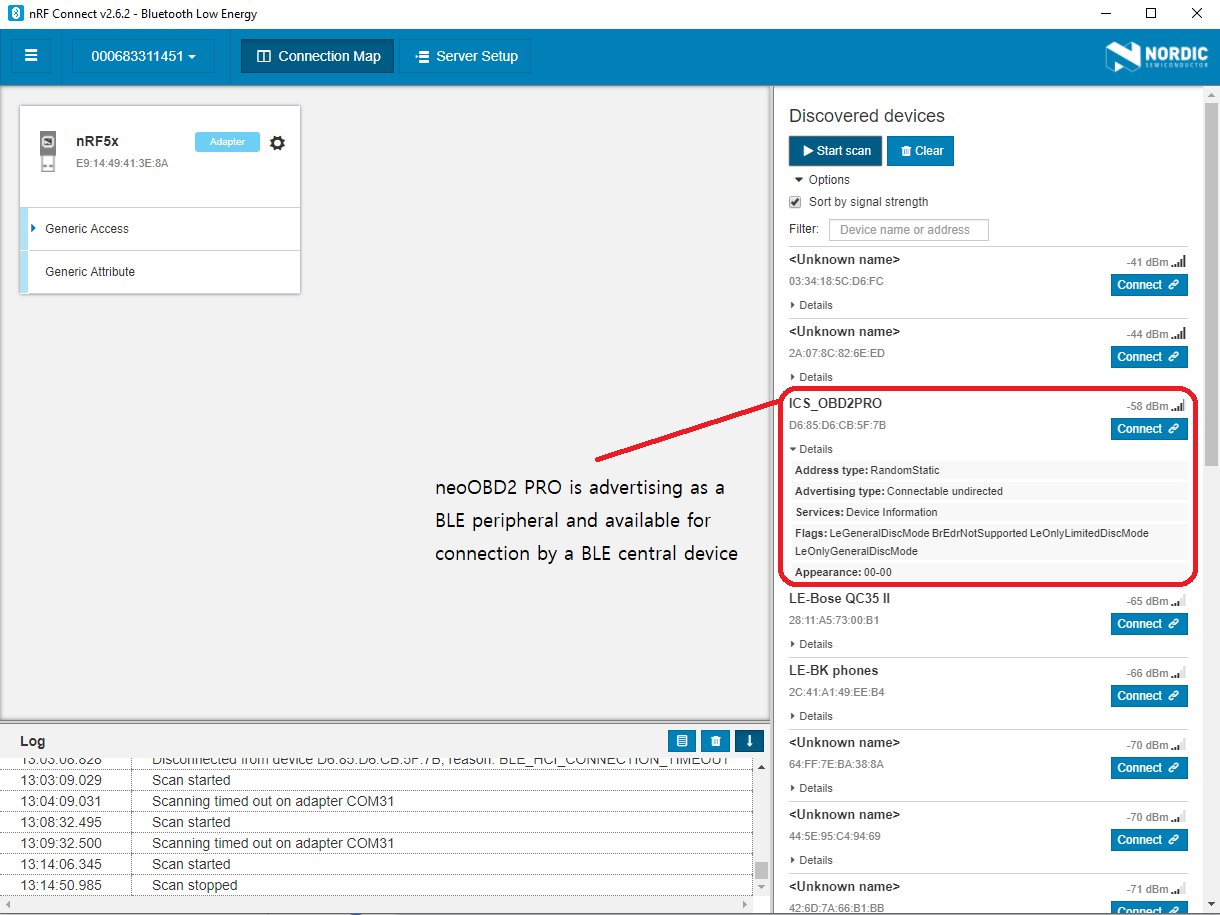 nRF Connect v2.6.2 - Bluetooth Low Energy
000683311451
Connection Map
Server Setup
NORDIC
SEMICONDUCTOR
nRF5x
Adapter
E9:14:49:41:3E:8A
Generic Access
Generic Attribute
neoOBD2 PRO is advertising as a
BLE peripheral and available for
connection by a BLE central device
Discovered devices
Start scan
Clear
Options
Sort by signal strength
Filter:
Device name or address
<Unknown name>
-41 dBm
03:34:18:5C:D6:FC
Connect
Details
<Unknown name>
-44 dBm
2A:07:8C:82:6E:ED
Connect
Details
ICS_OBD2PRO
-58 dBm
D6:85:D6:CB:5F:7B
Connect
Details
Address type: RandomStatic
Advertising type: Connectable undirected
Services: Device Information
Flags: LeGeneralDiscMode BrEdrNotSupported LeOnlyLimitedDiscMode
LeOnlyGeneralDiscMode
Appearance: 00-00
LE-Bose QC35 II
-65 dBm
28:11:A5:73:00:B1
Connect
Details
LE-BK phones
-66 dBm
2C:41:A1:49:EE:B4
Connect
Details
<Unknown name>
-70 dBm
64:FF:7E:BA:38:8A
Connect
Details
<Unknown name>
-70 dBm
44:5E:95:C4:94:69
Connect
Details
<Unknown name>
-71 dBm
42:6D:7A:66:B1:BB
Connect
Log
13:03:08.828 Disconnected from device D6:85:D6:CB:5F:7B, reason: BLE_HCI_CONNECTION_TIMEOUT
13:03:09.029 Scan started
13:04:09.031 Scanning timed out on adapter COM31
13:08:32.495 Scan started
13:09:32.500 Scanning timed out on adapter COM31
13:14:06.345 Scan started
13:14:50.985 Scan stopped